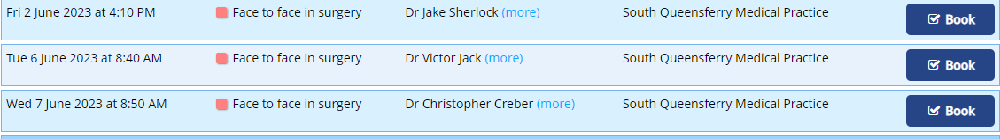 Fri 2 June 2023 at 4:10 PM Face to face in surgery Dr Jake Sherlock (more) South Queensferry Medical Practice Book
Tue 6 June 2023 at 8:40 AM Face to face in surgery Dr Victor Jack (more) South Queensferry Medical Practice Book
Wed 7 June 2023 at 8:50 AM Face to face in surgery Dr Christopher Creber (more) South Queensferry Medical Practice Book